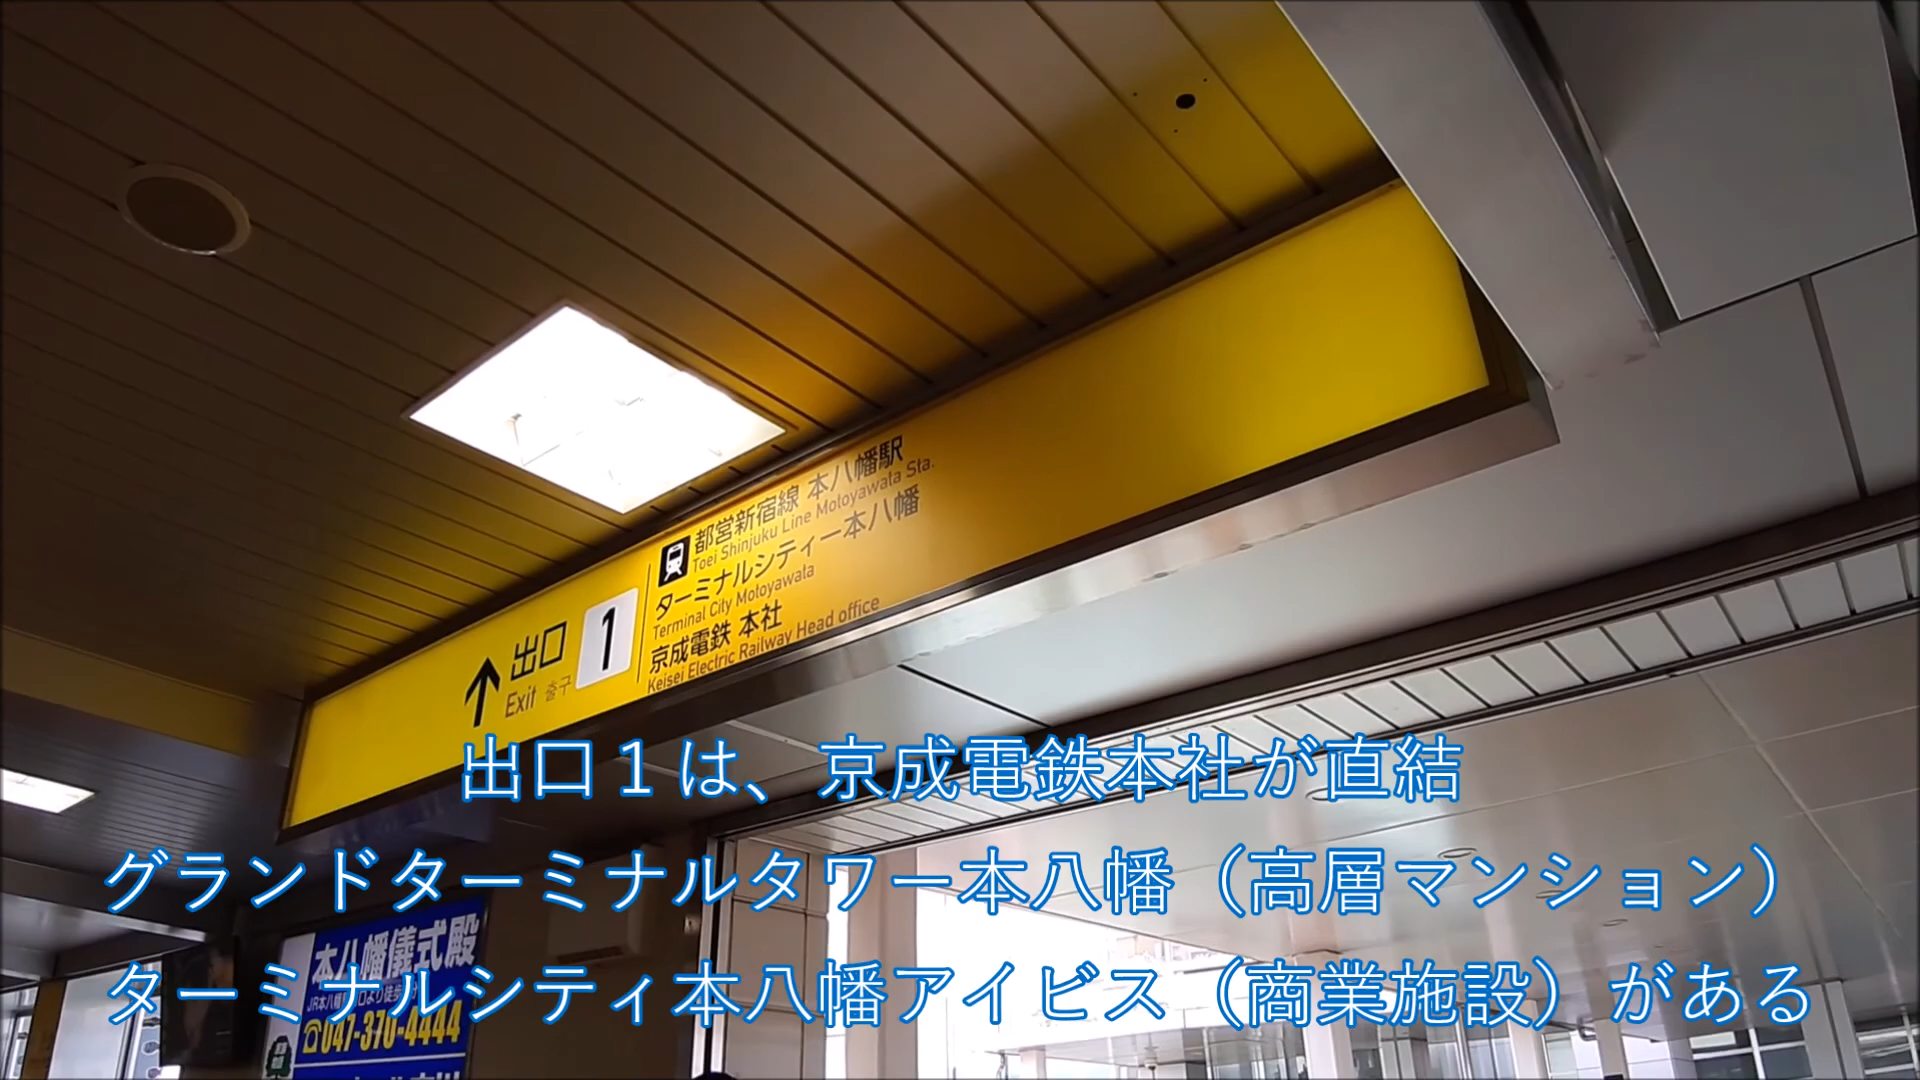 都営新宿線 本八幡駅
Toei Shinjuku Line Motoyawata Sta.
ターミナルシティー本八幡
Terminal City Motoyawata
京成電鉄 本社
Keisei Electric Railway Head office
出口 1
Exit 출구
出口１は、京成電鉄本社が直結
グランドターミナルタワー本八幡（高層マンション）
ターミナルシティ本八幡アイビス（商業施設）がある
本八幡儀式殿
☎047-370-4444